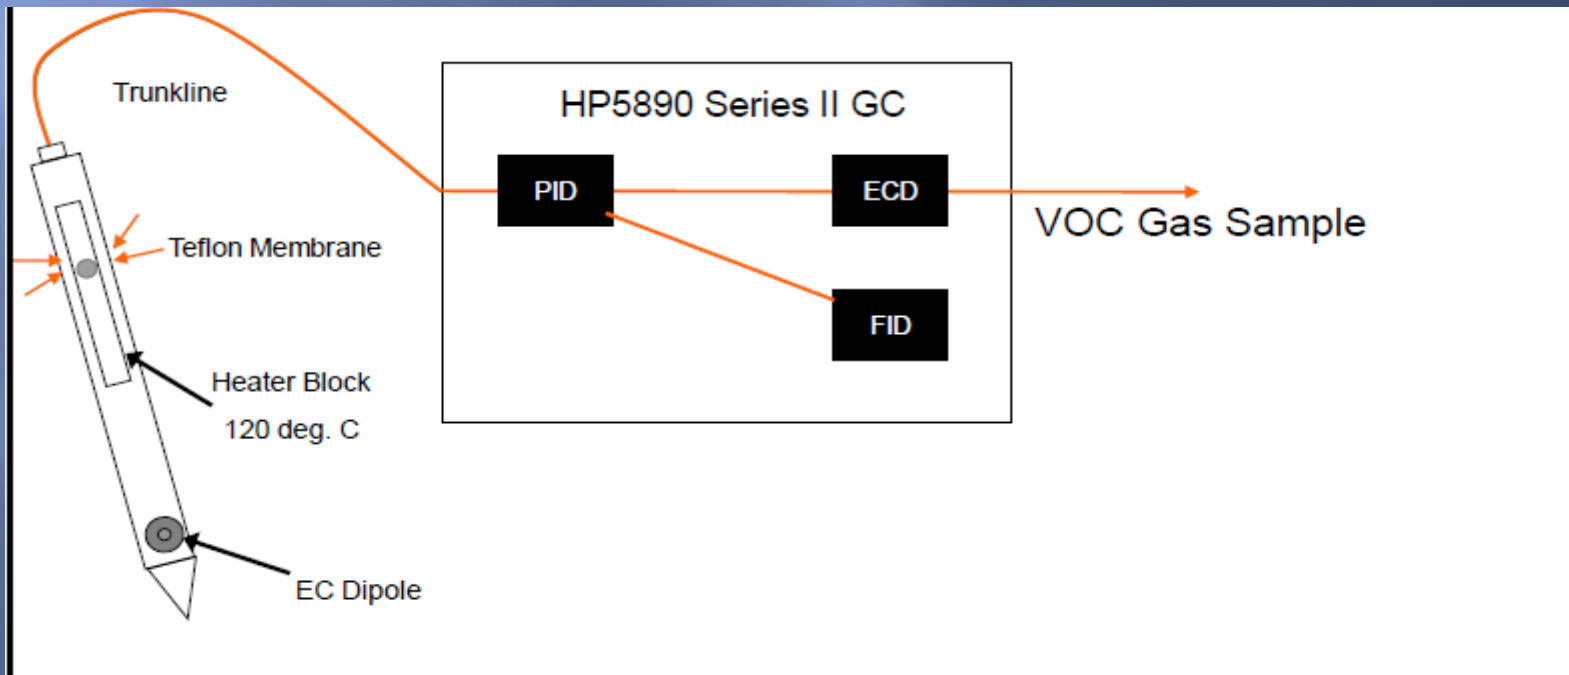 Trunkline
HP5890 Series II GC
PID
ECD
VOC Gas Sample
Teflon Membrane
FID
Heater Block
120 deg. C
EC Dipole